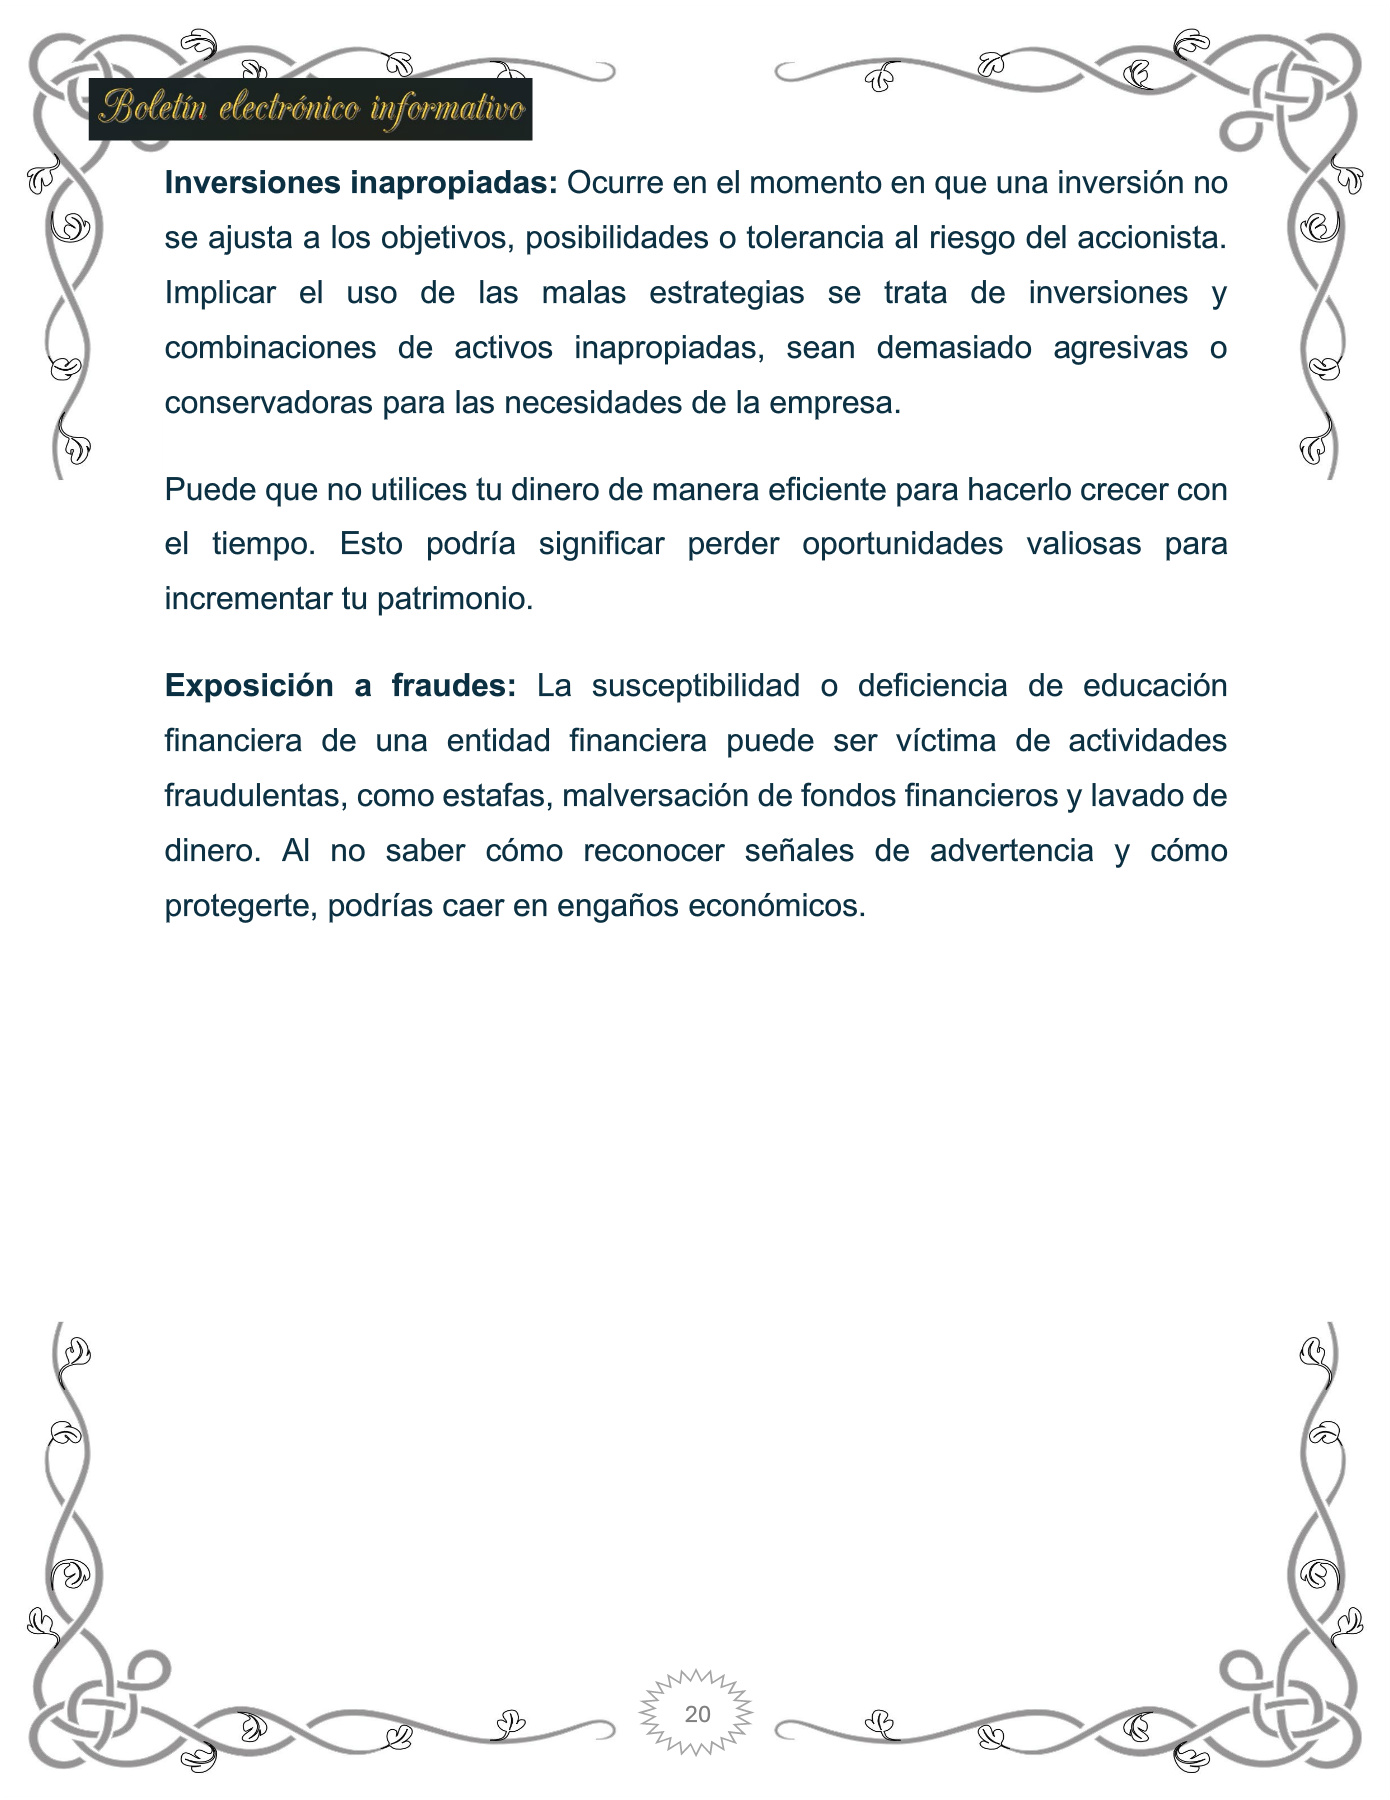 Boletín electrónico informativo
Inversiones inapropiadas: Ocurre en el momento en que una inversión no
se ajusta a los objetivos, posibilidades o tolerancia al riesgo del accionista.
Implicar el uso de las malas estrategias se trata de inversiones y
combinaciones de activos inapropiadas, sean demasiado agresivas o
conservadoras para las necesidades de la empresa.
Puede que no utilices tu dinero de manera eficiente para hacerlo crecer con
el tiempo. Esto podría significar perder oportunidades valiosas para
incrementar tu patrimonio.
Exposición a fraudes: La susceptibilidad o deficiencia de educación
financiera de una entidad financiera puede ser víctima de actividades
fraudulentas, como estafas, malversación de fondos financieros y lavado de
dinero. Al no saber cómo reconocer señales de advertencia y cómo
protegerte, podrías caer en engaños económicos.
20